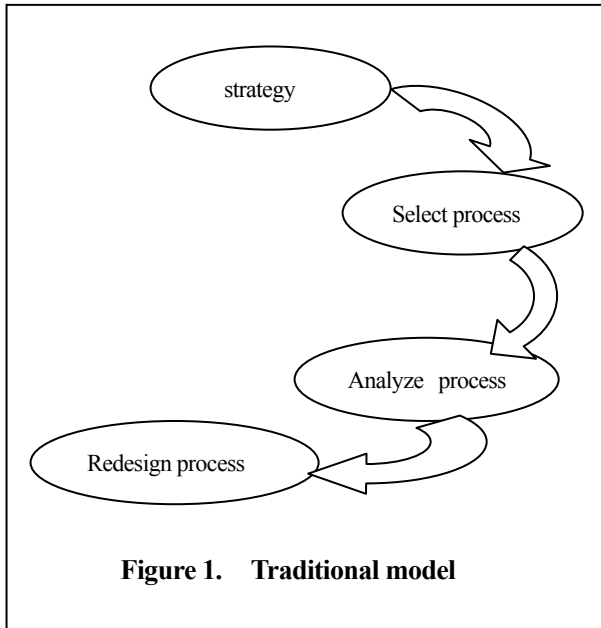 strategy
Select process
Analyze process
Redesign process
Figure 1. Traditional model